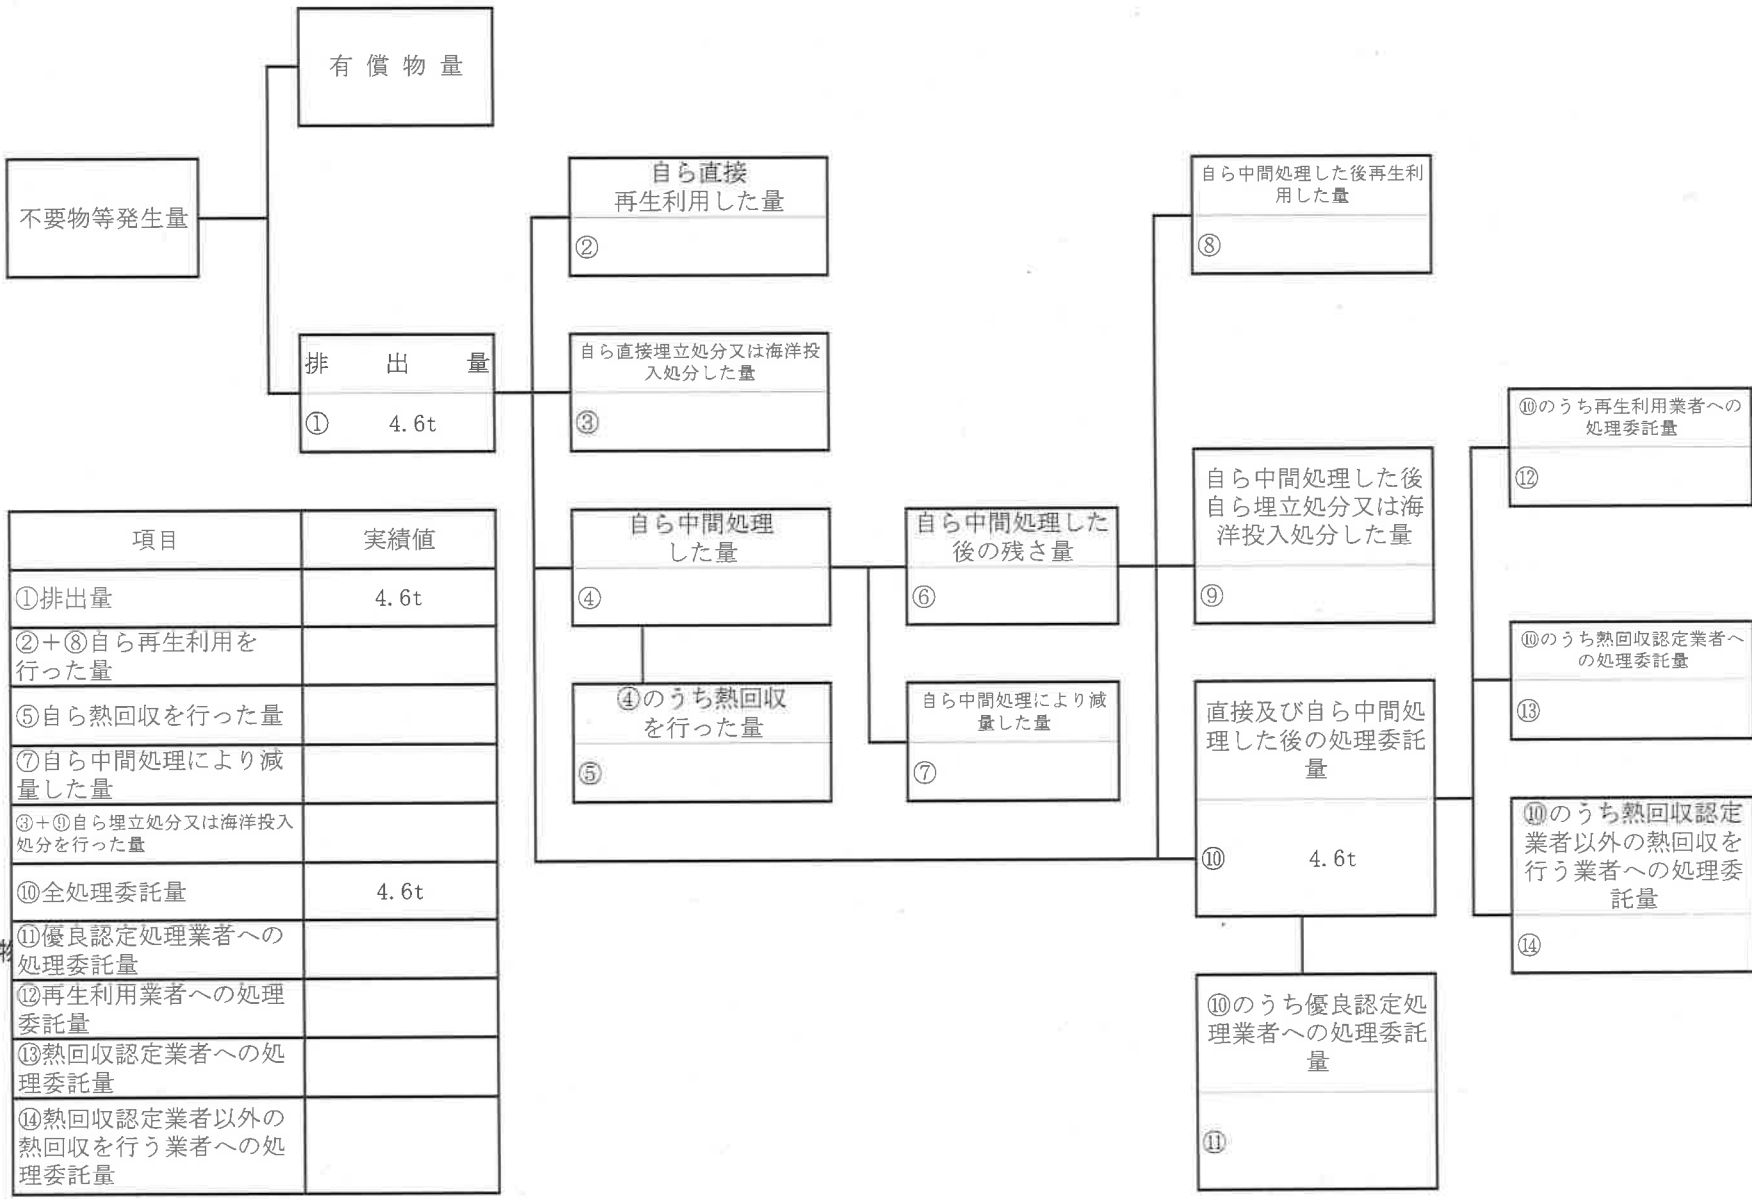 有償物量
不要物等発生量
排出量
① 4.6t
自ら直接
再生利用した量
②
自ら直接埋立処分又は海洋投
入処分した量
③
自ら中間処理
した量
④
④のうち熱回収
を行った量
⑤
自ら中間処理した
後の残さ量
⑥
自ら中間処理により減
量した量
⑦
自ら中間処理した後再生利
用した量
⑧
自ら中間処理した後
自ら埋立処分又は海
洋投入処分した量
⑨
直接及び自ら中間処
理した後の処理委託
量
⑩ 4.6t
⑩のうち優良認定処
理業者への処理委託
量
⑪
⑩のうち再生利用業者への
処理委託量
⑫
⑩のうち熱回収認定業者へ
の処理委託量
⑬
⑩のうち熱回収認定
業者以外の熱回収を
行う業者への処理委
託量
⑭
項目 実績値
①排出量 4.6t
②+⑧自ら再生利用を
行った量
⑤自ら熱回収を行った量
⑦自ら中間処理により減
量した量
③+⑨自ら埋立処分又は海洋投入
処分を行った量
⑩全処理委託量 4.6t
⑪優良認定処理業者への
処理委託量
⑫再生利用業者への処理
委託量
⑬熱回収認定業者への処
理委託量
⑭熱回収認定業者以外の
熱回収を行う業者への処
理委託量